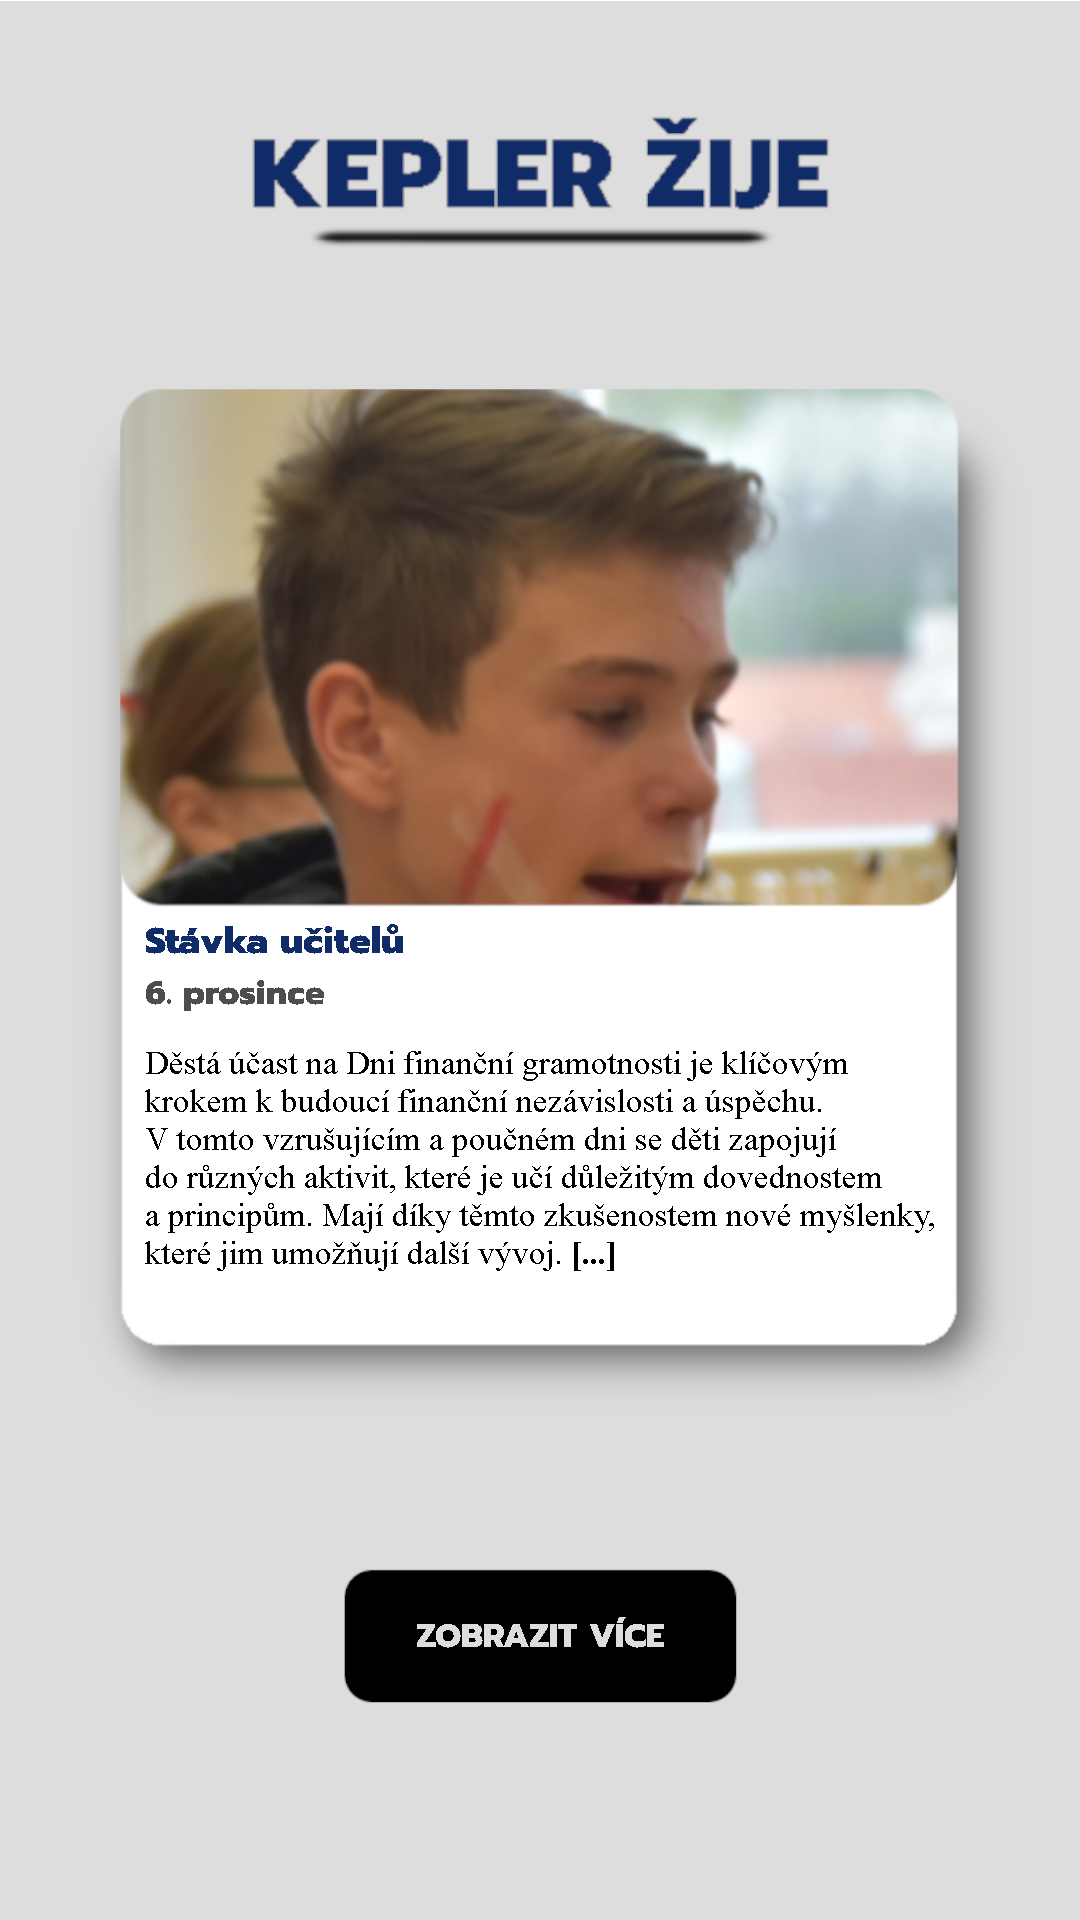 KEPLER ŽIJE
Stávka učitelů
6. prosince
Děstá účast na Dni finanční gramotnosti je klíčovým
krokem k budoucí finanční nezávislosti a úspěchu.
V tomto vzrušujícím a poučném dni se děti zapojují
do různých aktivit, které je učí důležitým dovednostem
a principům. Mají díky těmto zkušenostem nové myšlenky,
které jim umožňují další vývoj. [...]
ZOBRAZIT VÍCE